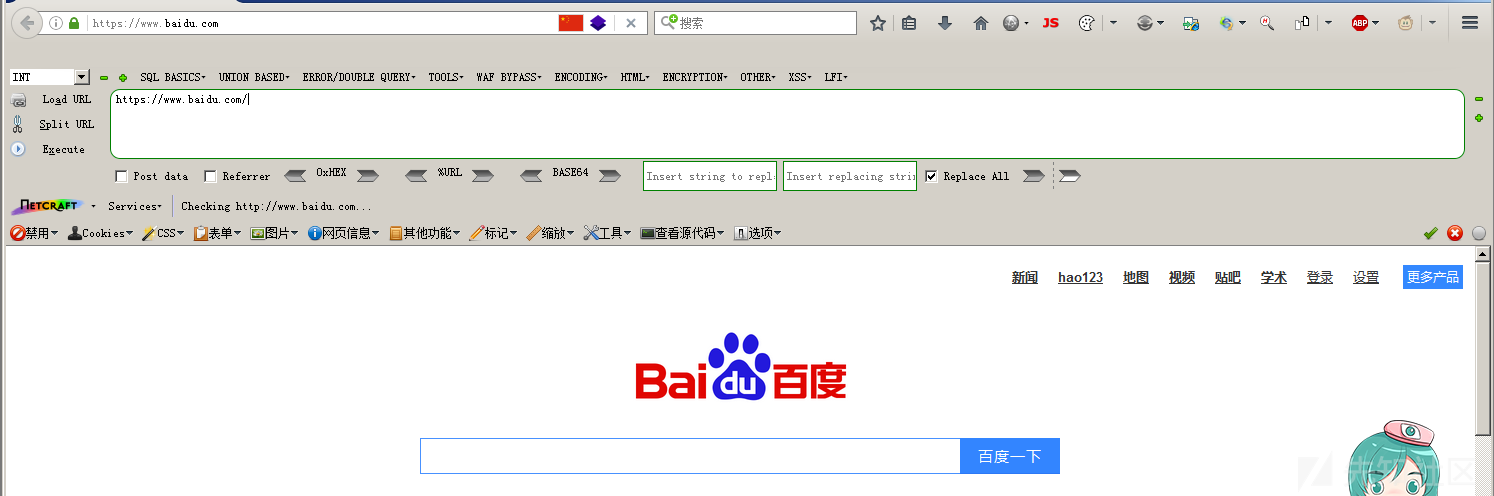 https://www.baidu.com 搜索 JS ABP
INT SQL BASICS UNION BASED ERROR/DOUBLE QUERY TOOLS WAF BYPASS ENCODING HTML ENCRYPTION OTHER XSS LFI
Load URL https://www.baidu.com/
Split URL
Execute
Post data Referrer 0xHEX %URL BASE64 Insert string to repl Insert replacing stri Replace All
NETCRAFT Services Checking http://www.baidu.com...
禁用 Cookies CSS 表单 图片 网页信息 其他功能 标记 缩放 工具 查看源代码 选项
新闻 hao123 地图 视频 贴吧 学术 登录 设置 更多产品
Bai du 百度
百度一下
先知社区